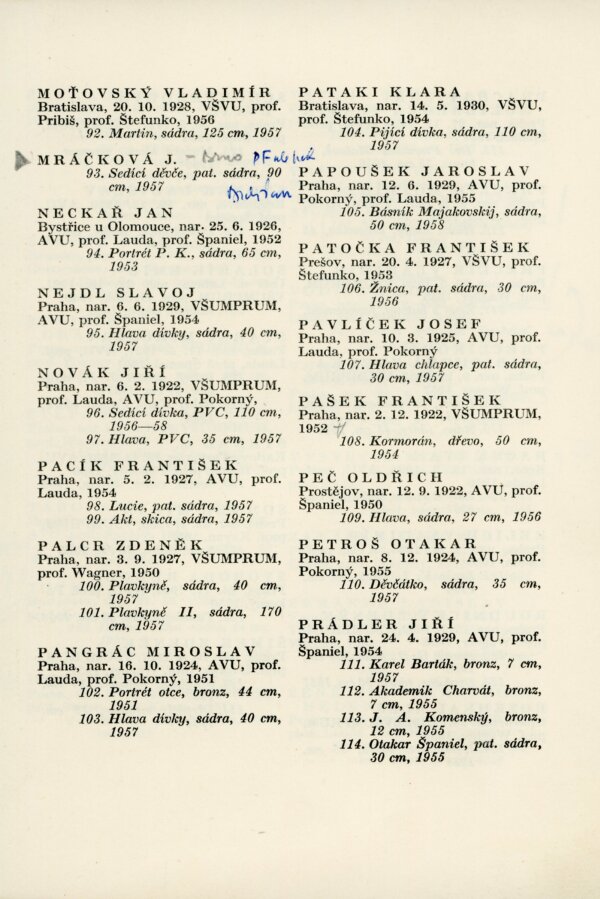 MOŤOVSKÝ VLADIMÍR
Bratislava, 20. 10. 1928, VŠVU, prof.
Pribiš, prof. Štefunko, 1956
92. Martin, sádra, 125 cm, 1957
MRÁČKOVÁ J. – Brno
93. Sedící děvče, pat. sádra, 90
cm, 1957
NECKAŘ JAN
Bystřice u Olomouce, nar. 25. 6. 1926,
AVU, prof. Lauda, prof. Španiel, 1952
94. Portrét P. K., sádra, 65 cm,
1953
NEJDL SLAVOJ
Praha, nar. 6. 6. 1929, VŠUMPRUM,
AVU, prof. Španiel, 1954
95. Hlava dívky, sádra, 40 cm,
1957
NOVÁK JIŘÍ
Praha, nar. 6. 2. 1922, VŠUMPRUM,
prof. Lauda, AVU, prof. Pokorný,
96. Sedící dívka, PVC, 110 cm,
1956—58
97. Hlava, PVC, 35 cm, 1957
PACÍK FRANTIŠEK
Praha, nar. 5. 2. 1927, AVU, prof.
Lauda, 1954
98. Lucie, pat. sádra, 1957
99. Akt, skica, sádra, 1957
PALCR ZDENĚK
Praha, nar. 3. 9. 1927, VŠUMPRUM,
prof. Wagner, 1950
100. Plavkyně, sádra, 40 cm,
1957
101. Plavkyně II, sádra, 170
cm, 1957
PANGRÁC MIROSLAV
Praha, nar. 16. 10. 1924, AVU, prof.
Lauda, prof. Pokorný, 1951
102. Portrét otce, bronz, 44 cm,
1951
103. Hlava dívky, sádra, 40 cm,
1957
PATAKI KLARA
Bratislava, nar. 14. 5. 1930, VŠVU,
prof. Štefunko, 1954
104. Pijící dívka, sádra, 110 cm,
1957
PAPOUŠEK JAROSLAV
Praha, nar. 12. 6. 1929, AVU, prof.
Pokorný, prof. Lauda, 1955
105. Básník Majakovskij, sádra,
50 cm, 1958
PATOČKA FRANTIŠEK
Prešov, nar. 20. 4. 1927, VŠVU, prof.
Štefunko, 1953
106. Žnica, pat. sádra, 30 cm,
1956
PAVLÍČEK JOSEF
Praha, nar. 10. 3. 1925, AVU, prof.
Lauda, prof. Pokorný
107. Hlava chlapce, pat. sádra,
30 cm, 1957
PAŠEK FRANTIŠEK
Praha, nar. 2. 12. 1922, VŠUMPRUM,
1952
108. Kormorán, dřevo, 50 cm,
1954
PEČ OLDŘICH
Prostějov, nar. 12. 9. 1922, AVU, prof.
Španiel, 1950
109. Hlava, sádra, 27 cm, 1956
PETROŠ OTAKAR
Praha, nar. 8. 12. 1924, AVU, prof.
Pokorný, 1955
110. Děvčátko, sádra, 35 cm,
1957
PRÁDLER JIŘÍ
Praha, nar. 24. 4. 1929, AVU, prof.
Španiel, 1954
111. Karel Barták, bronz, 7 cm,
1957
112. Akademik Charvát, bronz,
7 cm, 1955
113. J. A. Komenský, bronz,
12 cm, 1955
114. Otakar Španiel, pat. sádra,
30 cm, 1955